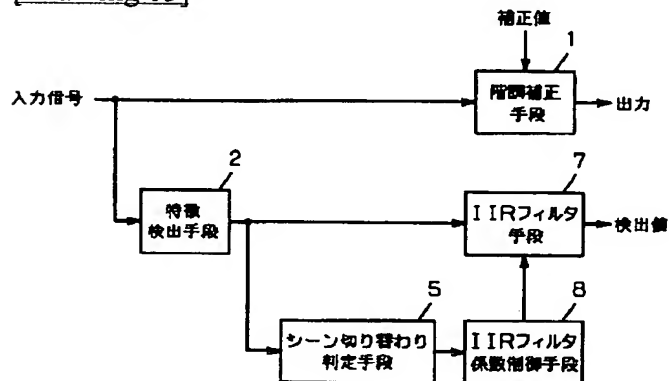 補正値
1
入力信号
階調補正
手段
出力
2
7
特徴
検出手段
IIRフィルタ
手段
検出値
5
8
シーン切り替わり
判定手段
IIRフィルタ
係数制御手段